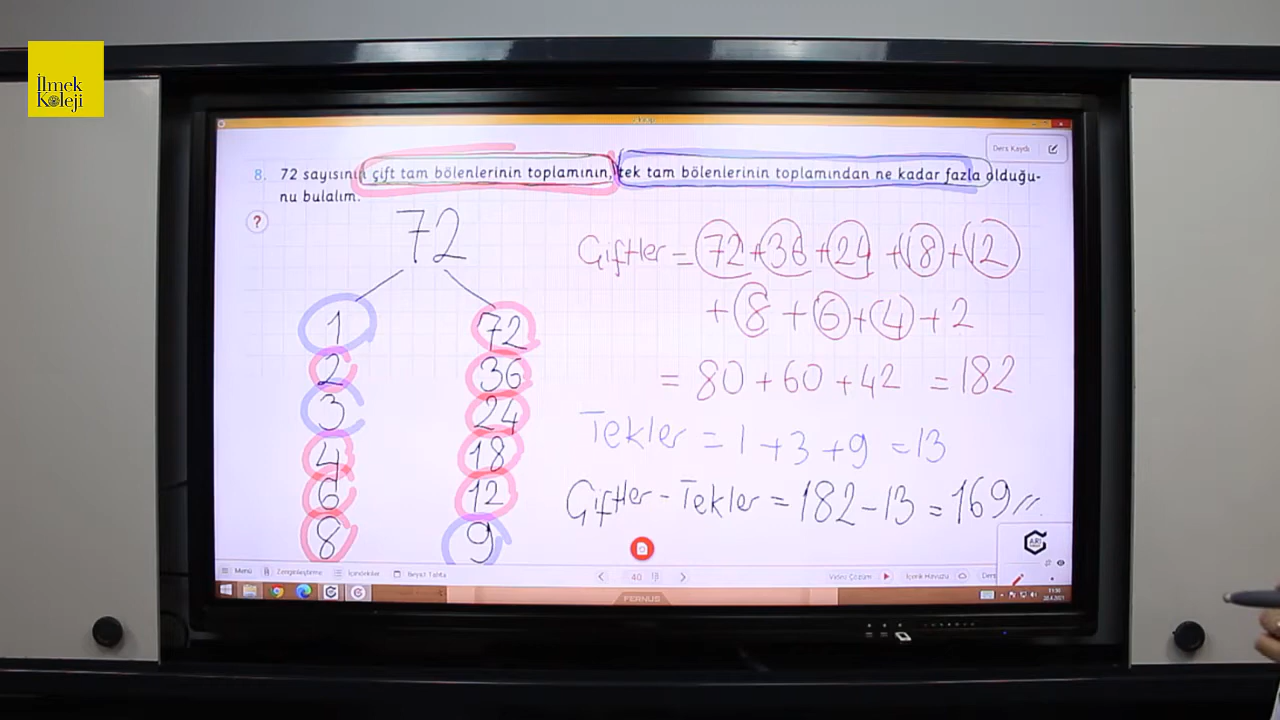 İlmek
Koleji
Ders Kaydı
8. 72 sayısının çift tam bölenlerinin toplamının, tek tam bölenlerinin toplamından ne kadar fazla olduğu-
nu bulalım.
?
72
1 72
2 36
3 24
4 18
6 12
8 9
Çiftler = 72 + 36 + 24 + 18 + 12
+ 8 + 6 + 4 + 2
= 80 + 60 + 42 = 182
Tekler = 1 + 3 + 9 = 13
Çiftler - Tekler = 182 - 13 = 169 //.
ARI
Menü Zenginleştirme İçindekiler Beyaz Tahta 40 Video Çözüm İçerik Havuzu Ders
FERNUS